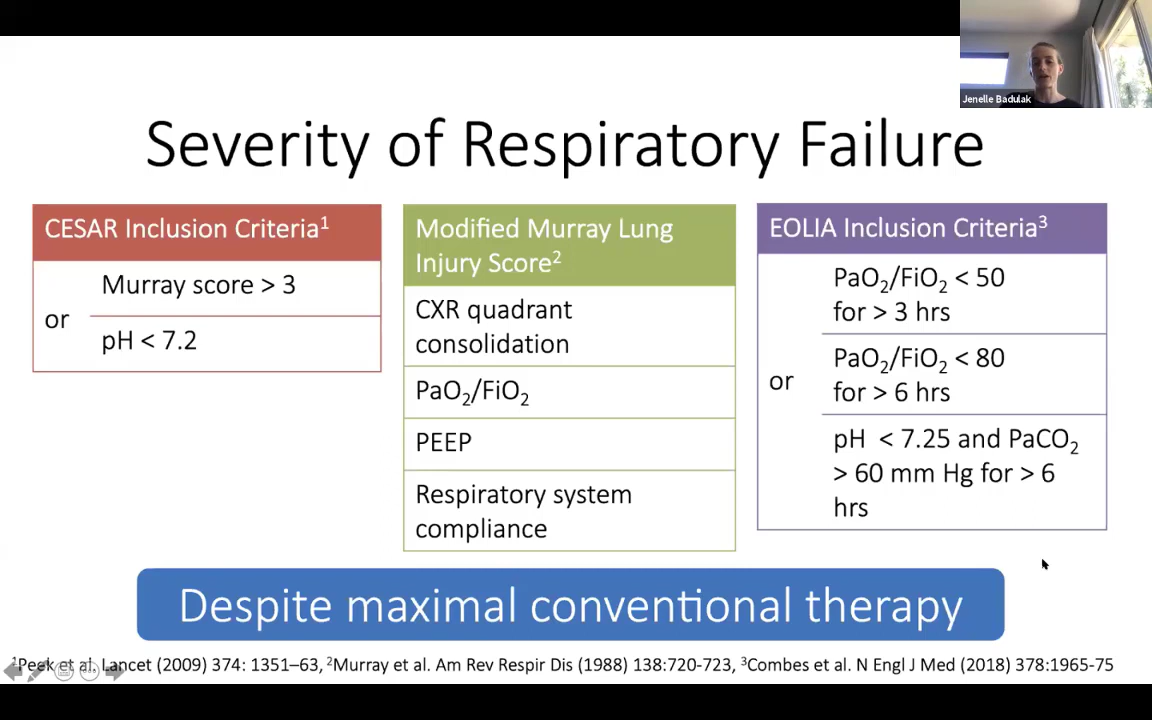 Jenelle Badulak
Severity of Respiratory Failure
CESAR Inclusion Criteria¹
or
Murray score > 3
pH < 7.2
Modified Murray Lung
Injury Score²
CXR quadrant
consolidation
PaO₂/FiO₂
PEEP
Respiratory system
compliance
EOLIA Inclusion Criteria³
or
PaO₂/FiO₂ < 50
for > 3 hrs
PaO₂/FiO₂ < 80
for > 6 hrs
pH < 7.25 and PaCO₂
> 60 mm Hg for > 6
hrs
Despite maximal conventional therapy
¹Peek et al. Lancet (2009) 374: 1351–63, ²Murray et al. Am Rev Respir Dis (1988) 138:720-723, ³Combes et al. N Engl J Med (2018) 378:1965-75